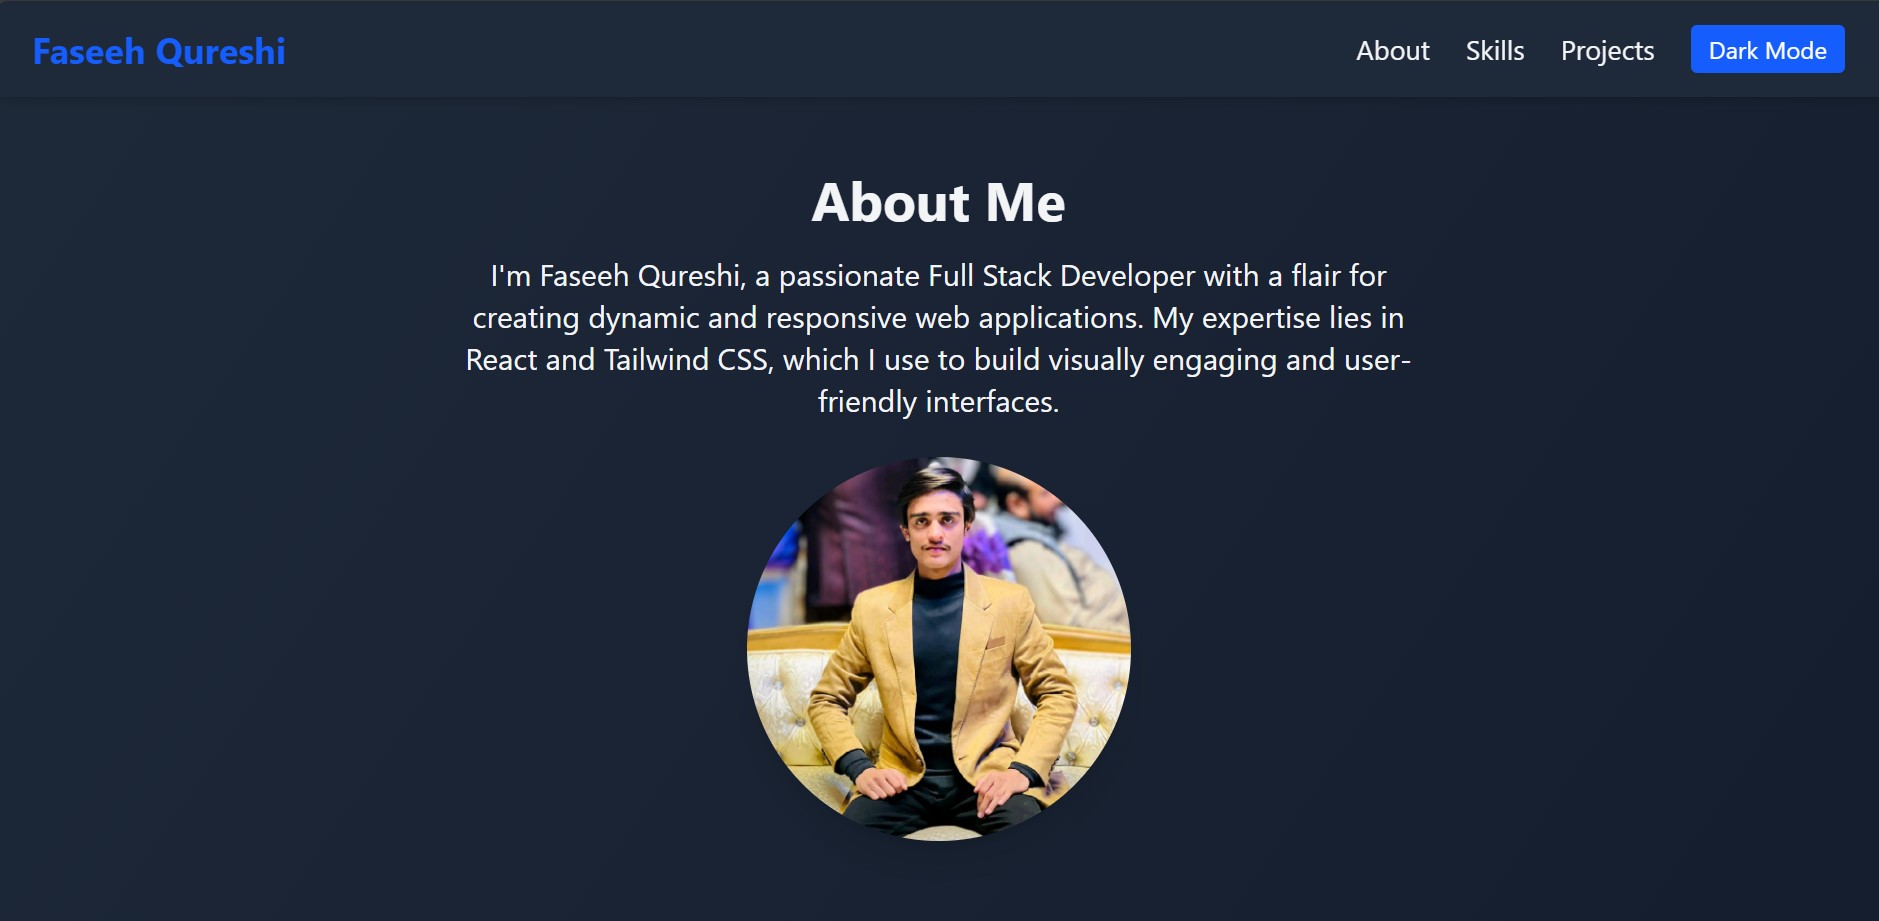 Faseeh Qureshi
About
Skills
Projects
Dark Mode
About Me
I'm Faseeh Qureshi, a passionate Full Stack Developer with a flair for
creating dynamic and responsive web applications. My expertise lies in
React and Tailwind CSS, which I use to build visually engaging and user-
friendly interfaces.